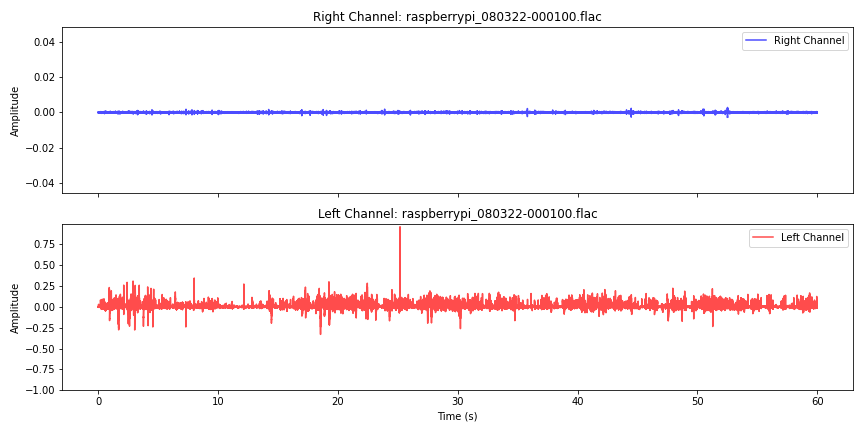 Right Channel: raspberrypi_080322-000100.flac
Right Channel
Amplitude
0.04
0.02
0.00
−0.02
−0.04
Left Channel: raspberrypi_080322-000100.flac
Left Channel
Amplitude
0.75
0.50
0.25
0.00
−0.25
−0.50
−0.75
−1.00
0 10 20 30 40 50 60
Time (s)